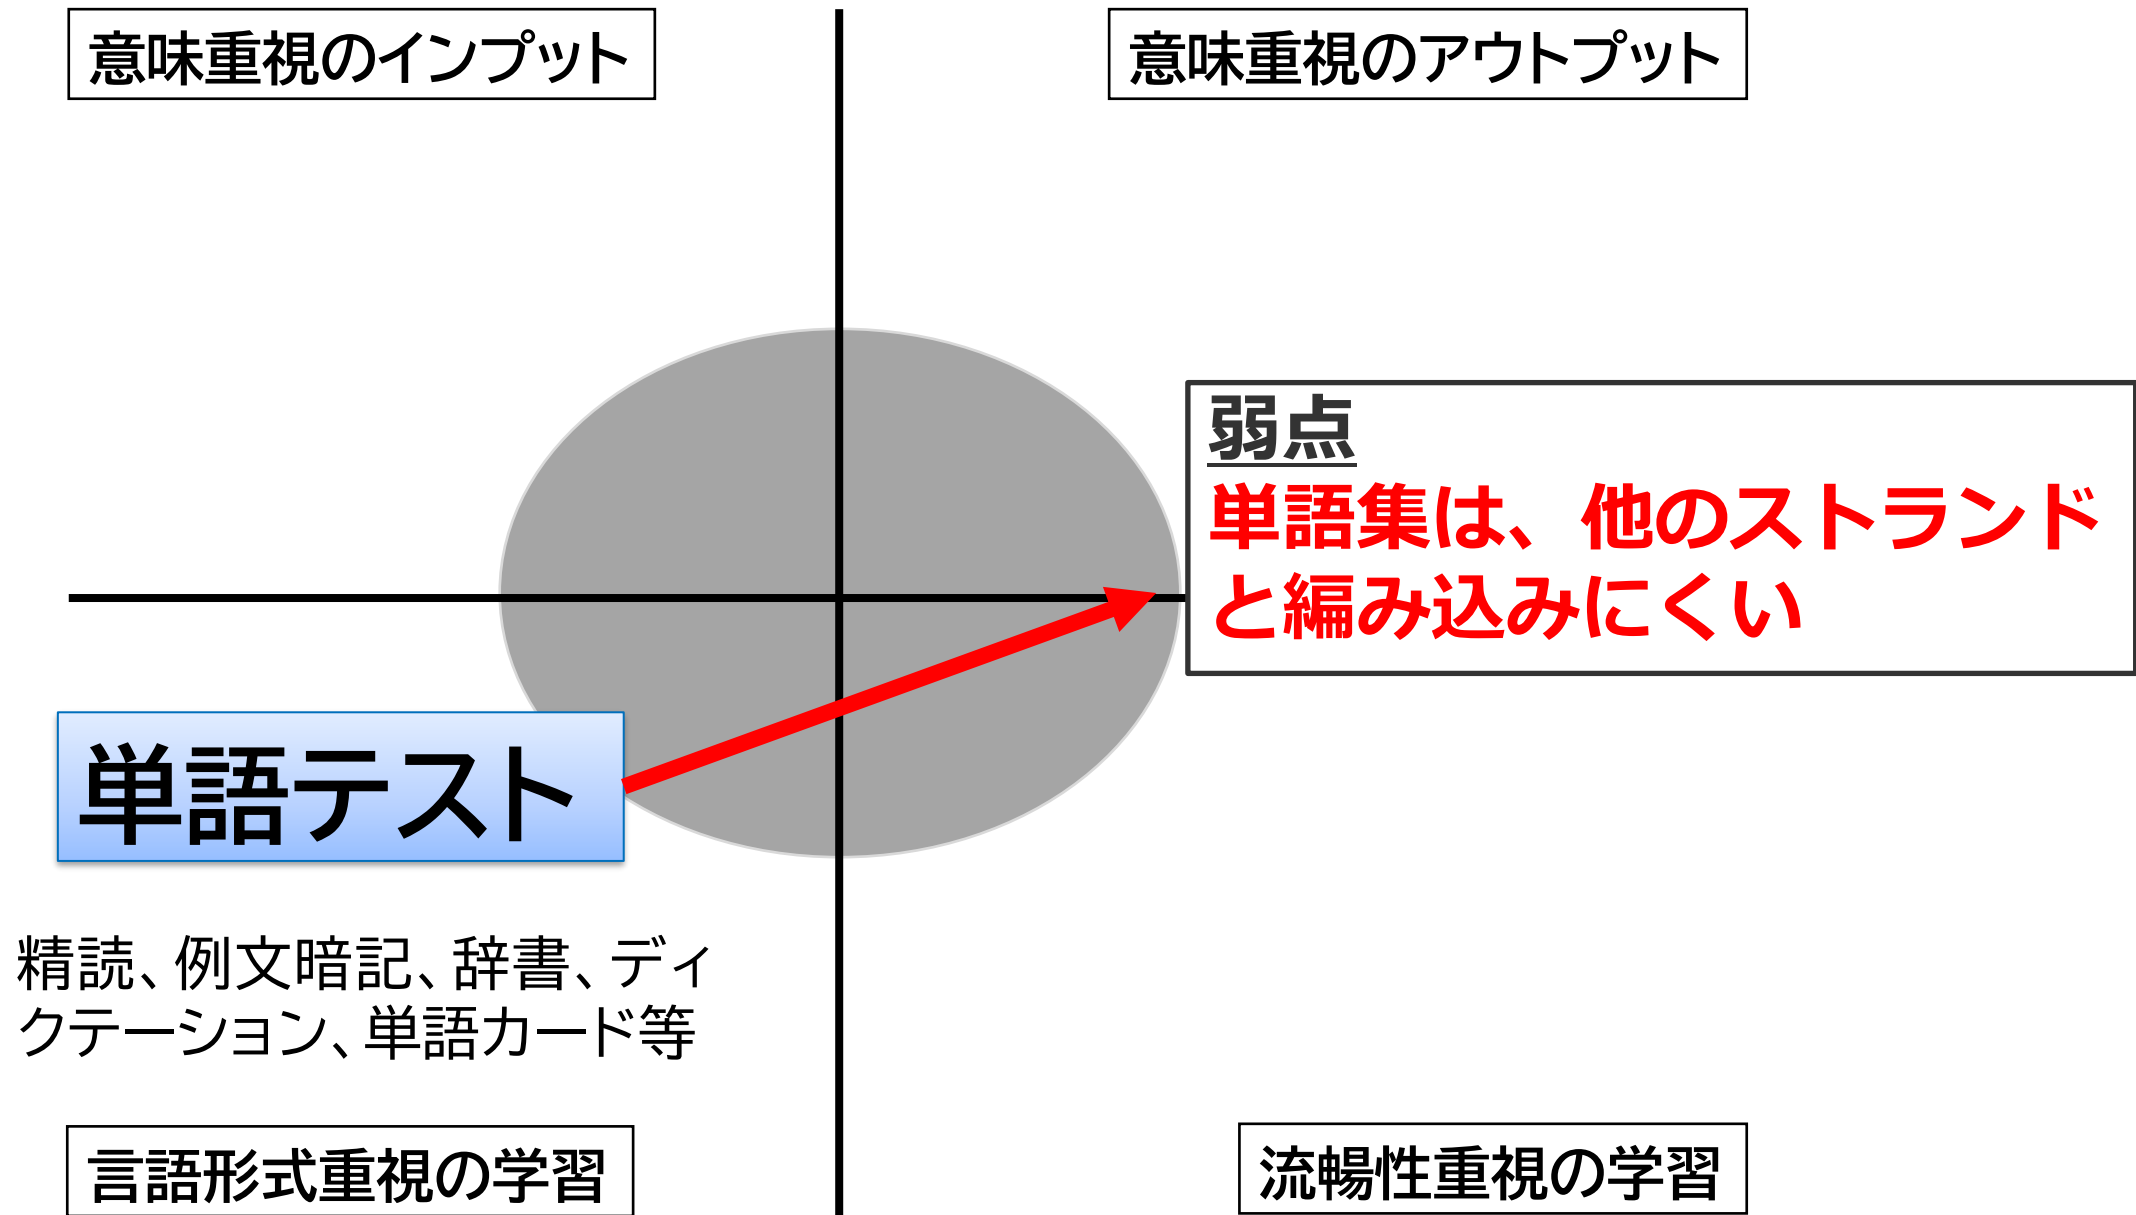 意味重視のインプット
意味重視のアウトプット
弱点
単語集は、他のストランド
と編み込みにくい
単語テスト
精読、例文暗記、辞書、ディ
クテーション、単語カード等
言語形式重視の学習
流暢性重視の学習